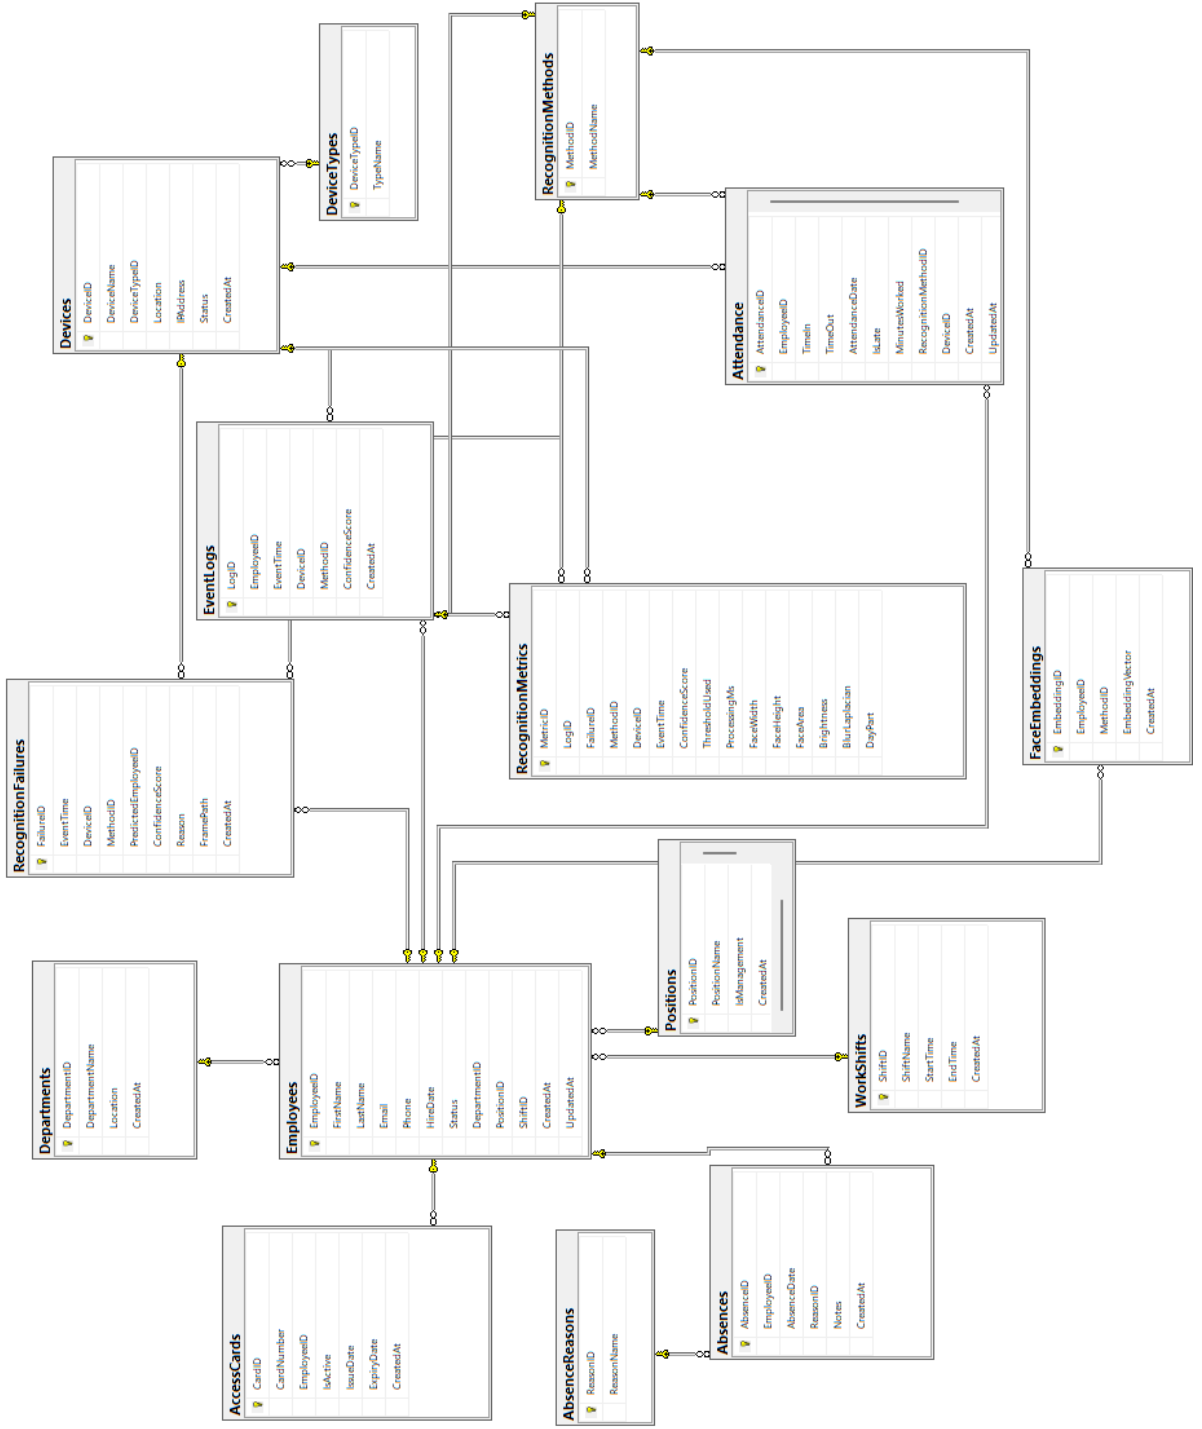 Departments
DepartmentID
DepartmentName
Location
CreatedAt
RecognitionFailures
FailureID
EventTime
DeviceID
MethodID
PredictedEmployeeID
ConfidenceScore
Reason
FramePath
CreatedAt
Devices
DeviceID
DeviceName
DeviceTypeID
Location
IPAddress
Status
CreatedAt
AccessCards
CardID
CardNumber
EmployeeID
IsActive
IssueDate
ExpiryDate
CreatedAt
Employees
EmployeeID
FirstName
LastName
Email
Phone
HireDate
Status
DepartmentID
PositionID
ShiftID
CreatedAt
UpdatedAt
EventLogs
LogID
EmployeeID
EventTime
DeviceID
MethodID
ConfidenceScore
CreatedAt
DeviceTypes
DeviceTypeID
TypeName
AbsenceReasons
ReasonID
ReasonName
RecognitionMetrics
MetricID
LogID
FailureID
MethodID
DeviceID
EventTime
ConfidenceScore
ThresholdUsed
ProcessingMs
FaceWidth
FaceHeight
FaceArea
Brightness
BlurLaplacian
DayPart
RecognitionMethods
MethodID
MethodName
Absences
AbsenceID
EmployeeID
AbsenceDate
ReasonID
Notes
CreatedAt
Positions
PositionID
PositionName
IsManagement
CreatedAt
Attendance
AttendanceID
EmployeeID
TimeIn
TimeOut
AttendanceDate
IsLate
MinutesWorked
RecognitionMethodID
DeviceID
CreatedAt
UpdatedAt
WorkShifts
ShiftID
ShiftName
StartTime
EndTime
CreatedAt
FaceEmbeddings
EmbeddingID
EmployeeID
MethodID
EmbeddingVector
CreatedAt